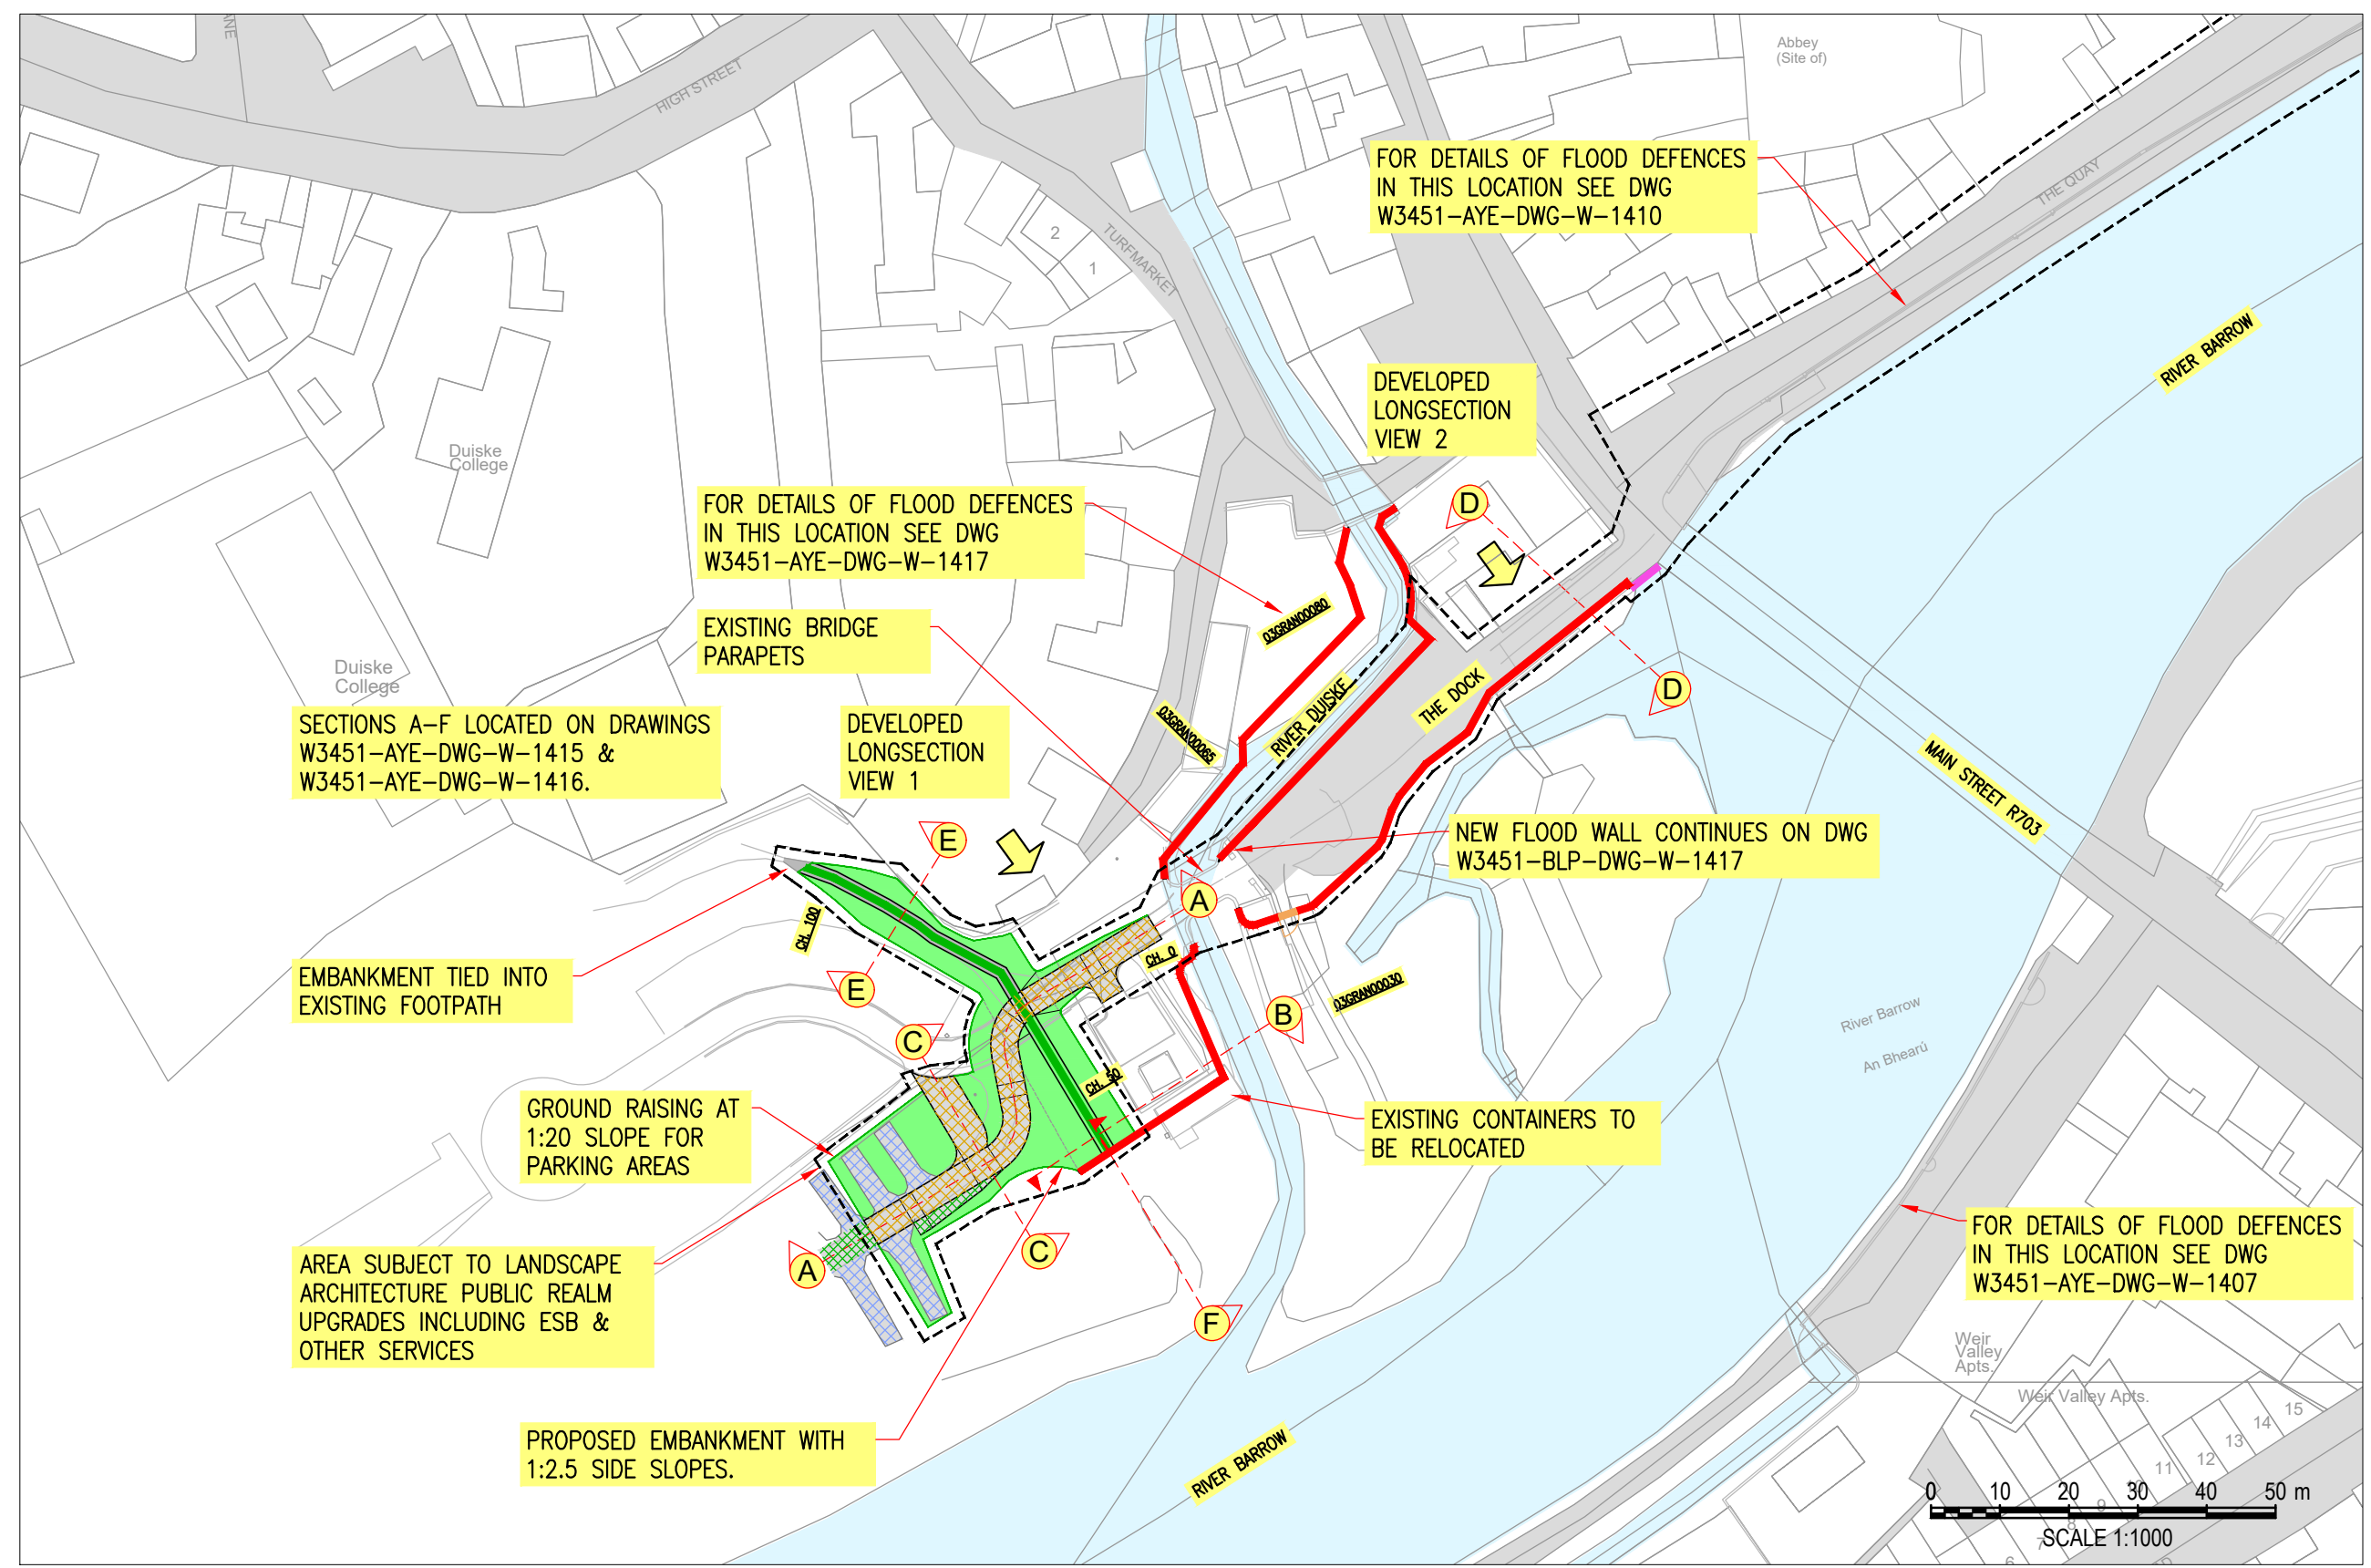 HIGH STREET
Abbey
(Site of)
FOR DETAILS OF FLOOD DEFENCES
IN THIS LOCATION SEE DWG
W3451-AYE-DWG-W-1410
THE QUAY
TURFMARKET
2
1
RIVER BARROW
DEVELOPED
LONGSECTION
VIEW 2
Duiske
College
FOR DETAILS OF FLOOD DEFENCES
IN THIS LOCATION SEE DWG
W3451-AYE-DWG-W-1417
D
03GRAN00080
EXISTING BRIDGE
PARAPETS
Duiske
College
SECTIONS A-F LOCATED ON DRAWINGS
W3451-AYE-DWG-W-1415 &
W3451-AYE-DWG-W-1416.
DEVELOPED
LONGSECTION
VIEW 1
03GRAN00065
RIVER DUISKE
THE DOCK
D
MAIN STREET R703
NEW FLOOD WALL CONTINUES ON DWG
W3451-BLP-DWG-W-1417
E
A
CH. 100
CH. 0
EMBANKMENT TIED INTO
EXISTING FOOTPATH
E
03GRAN00030
C
B
River Barrow
An Bhearú
CH. 50
GROUND RAISING AT
1:20 SLOPE FOR
PARKING AREAS
EXISTING CONTAINERS TO
BE RELOCATED
AREA SUBJECT TO LANDSCAPE
ARCHITECTURE PUBLIC REALM
UPGRADES INCLUDING ESB &
OTHER SERVICES
A
C
F
FOR DETAILS OF FLOOD DEFENCES
IN THIS LOCATION SEE DWG
W3451-AYE-DWG-W-1407
Weir
Valley
Apts.
Weir Valley Apts.
PROPOSED EMBANKMENT WITH
1:2.5 SIDE SLOPES.
RIVER BARROW
15
14
13
12
11
10
9
8
7
6
0 10 20 30 40 50 m
SCALE 1:1000